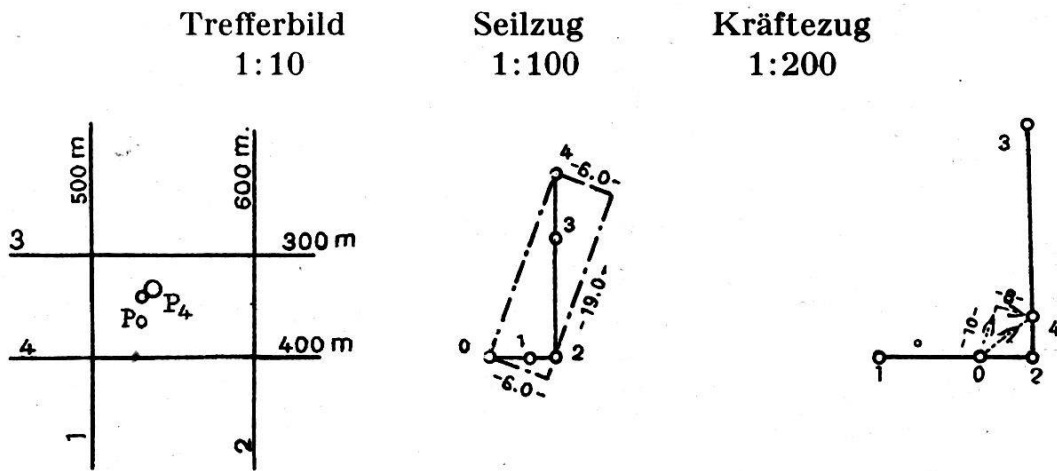 Trefferbild Seilzug Kräftezug
1:10 1:100 1:200
500 m
600 m.
3 300 m
P₀ P₄
4 400 m
1 2
4 -6.0-
3
-19.0-
0 1 2
-6.0-
3
-10-
4
1 0 2